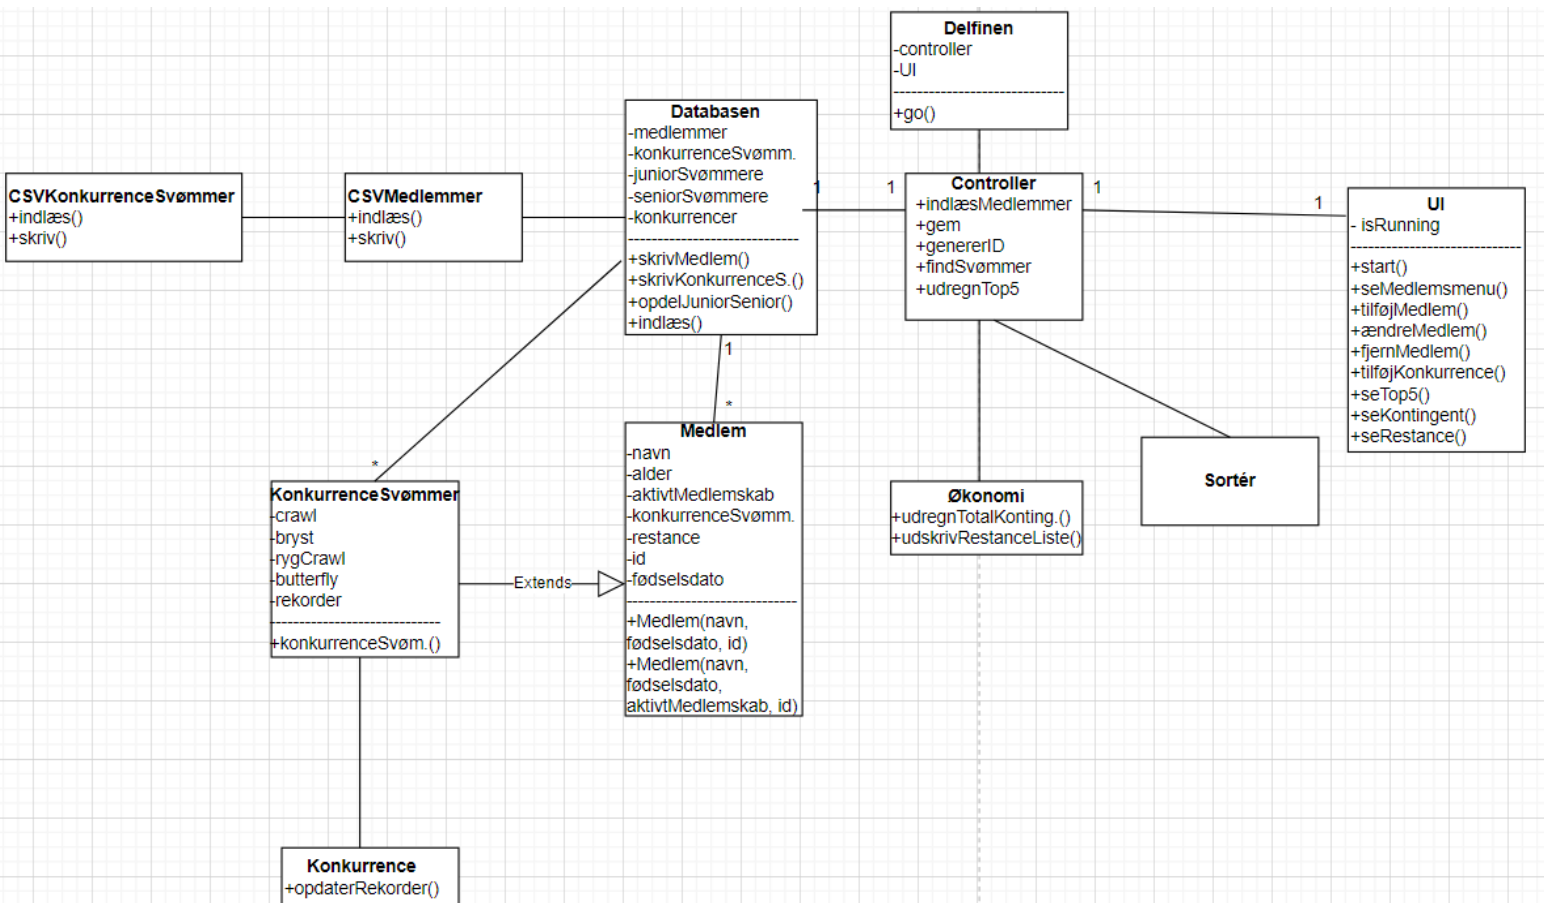 Delfinen
-controller
-UI
+go()
Databasen
-medlemmer
-konkurrenceSvømm.
-juniorSvømmere
-seniorSvømmere
-konkurrencer
+skrivMedlem()
+skrivKonkurrenceS.()
+opdelJuniorSenior()
+indlæs()
CSVKonkurrenceSvømmer
+indlæs()
+skriv()
CSVMedlemmer
+indlæs()
+skriv()
1
1
Controller
+indlæsMedlemmer
+gem
+genererID
+findSvømmer
+udregnTop5
1
1
UI
- isRunning
+start()
+seMedlemsmenu()
+tilføjMedlem()
+ændreMedlem()
+fjernMedlem()
+tilføjKonkurrence()
+seTop5()
+seKontingent()
+seRestance()
1
*
*
Medlem
-navn
-alder
-aktivtMedlemskab
-konkurrenceSvømm.
-restance
-id
-fødselsdato
+Medlem(navn,
fødselsdato, id)
+Medlem(navn,
fødselsdato,
aktivtMedlemskab, id)
KonkurrenceSvømmer
-crawl
-bryst
-rygCrawl
-butterfly
-rekorder
+konkurrenceSvøm.()
Extends
Økonomi
+udregnTotalKonting.()
+udskrivRestanceListe()
Sortér
Konkurrence
+opdaterRekorder()